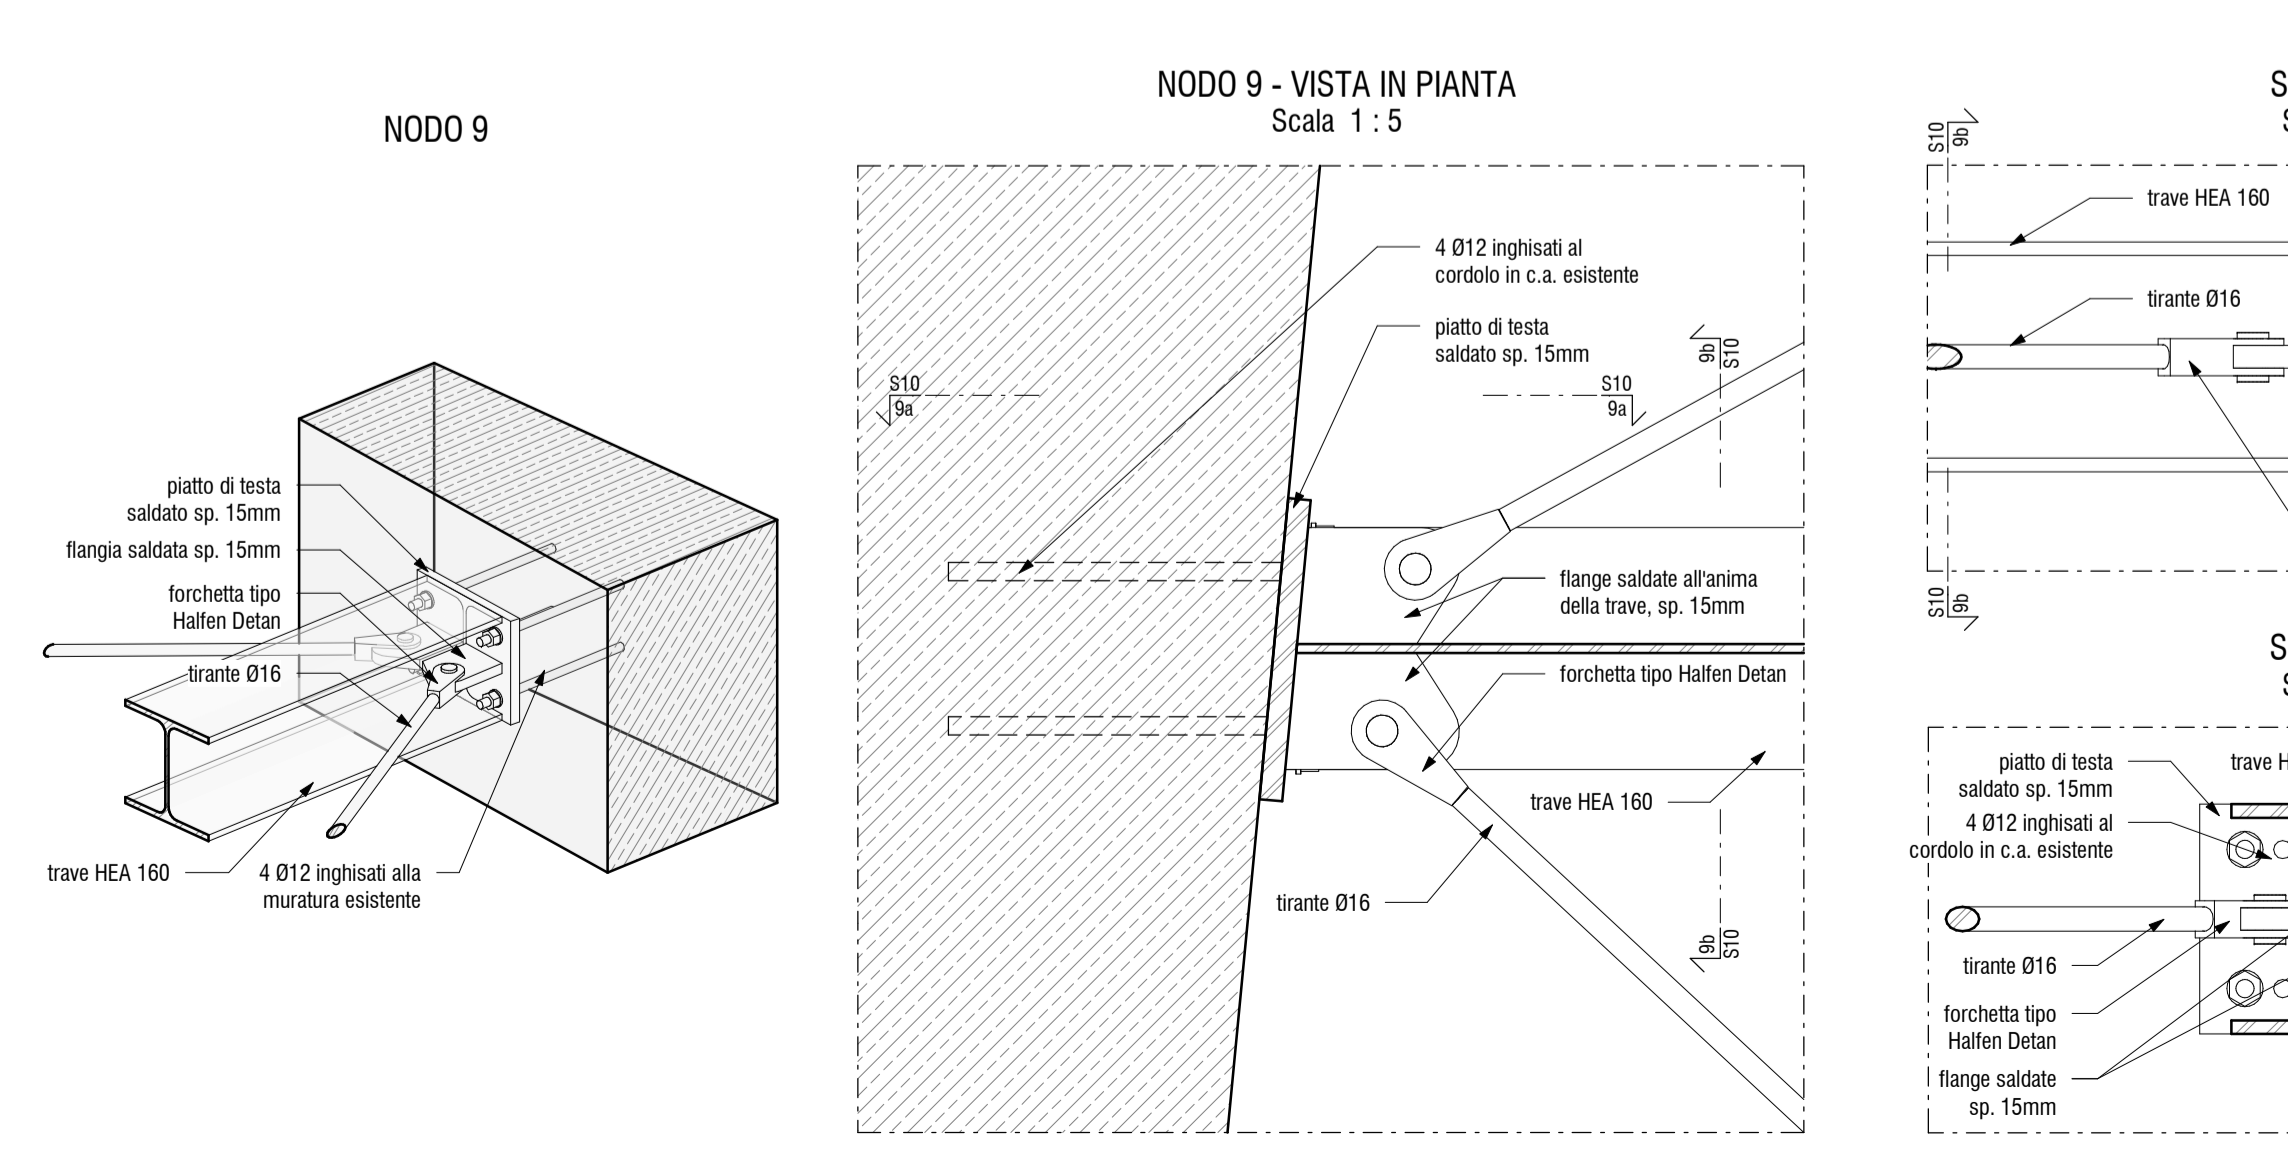 NODO 9
piatto di testa
saldato sp. 15mm
flangia saldata sp. 15mm
forchetta tipo
Halfen Detan
tirante Ø16
trave HEA 160
4 Ø12 inghisati alla
muratura esistente
NODO 9 - VISTA IN PIANTA
Scala 1 : 5
4 Ø12 inghisati al
cordolo in c.a. esistente
piatto di testa
saldato sp. 15mm
S10
9a
S10
9a
9b
S10
flange saldate all'anima
della trave, sp. 15mm
forchetta tipo Halfen Detan
trave HEA 160
tirante Ø16
9b
S10
S
S
S10
9b
trave HEA 160
tirante Ø16
S10
9b
S
S
piatto di testa
saldato sp. 15mm
trave H
4 Ø12 inghisati al
cordolo in c.a. esistente
tirante Ø16
forchetta tipo
Halfen Detan
flange saldate
sp. 15mm